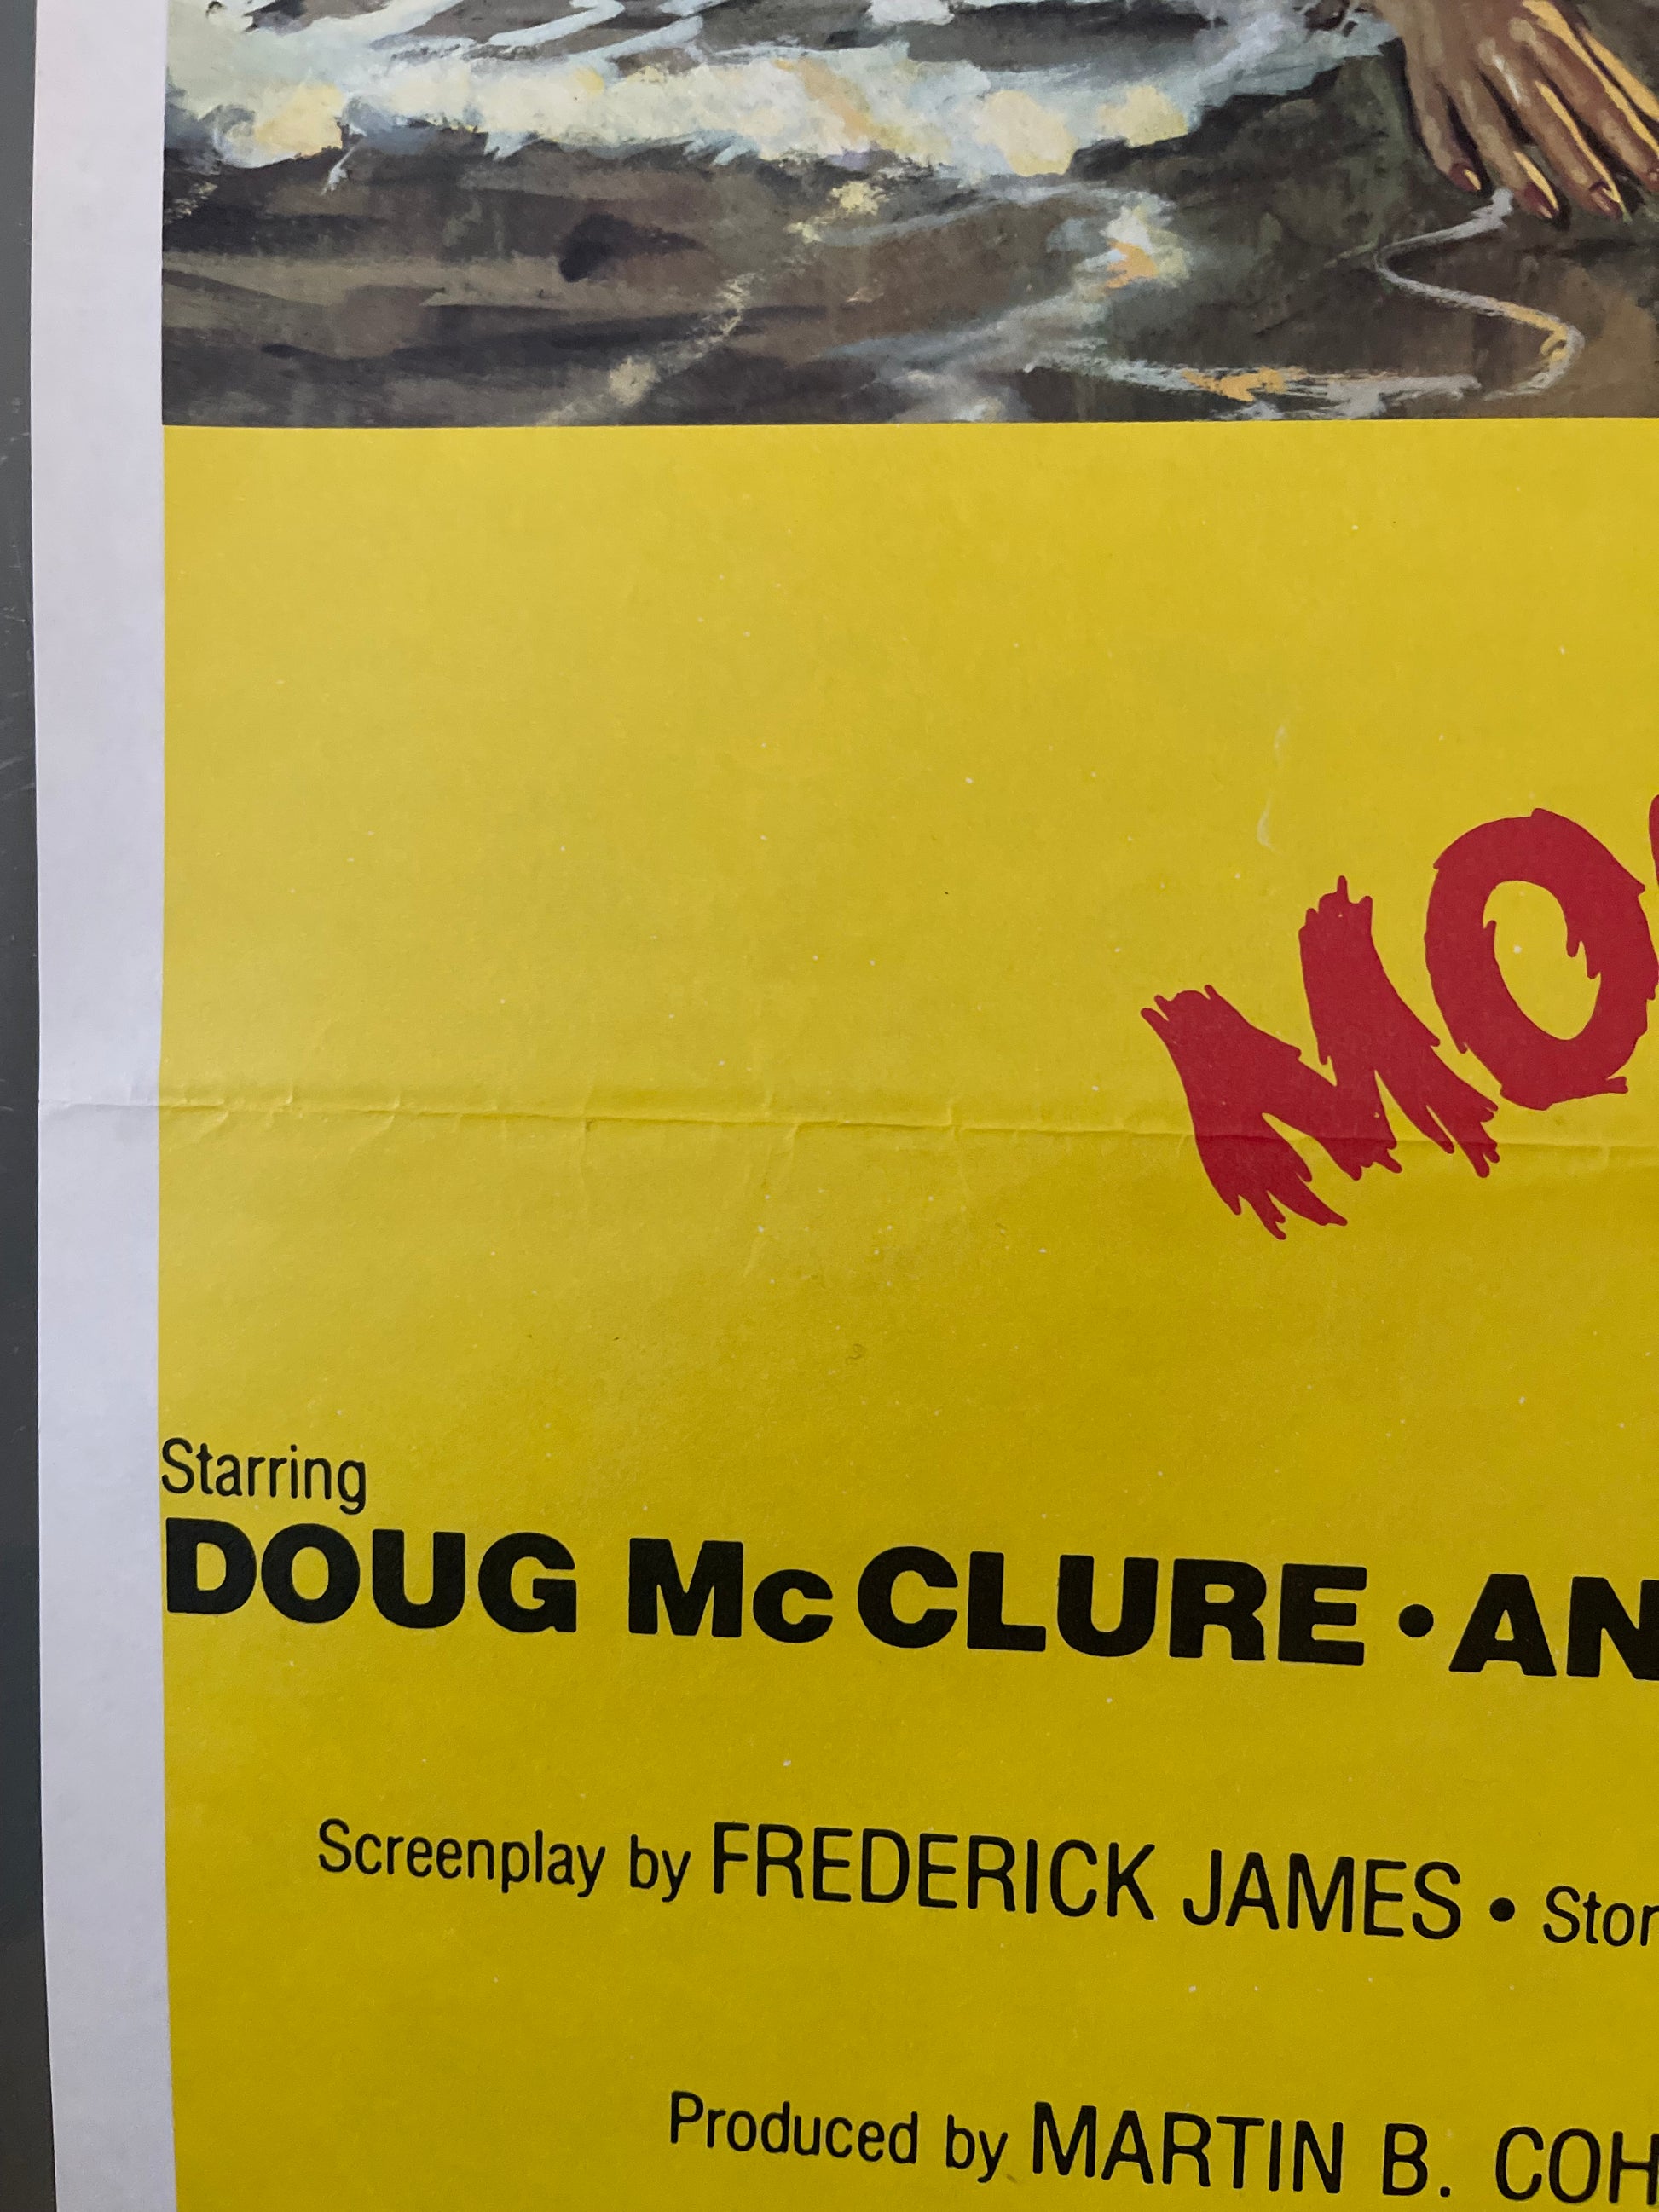 MO
Starring
DOUG McCLURE • AN
Screenplay by FREDERICK JAMES • Stor
Produced by MARTIN B. COH